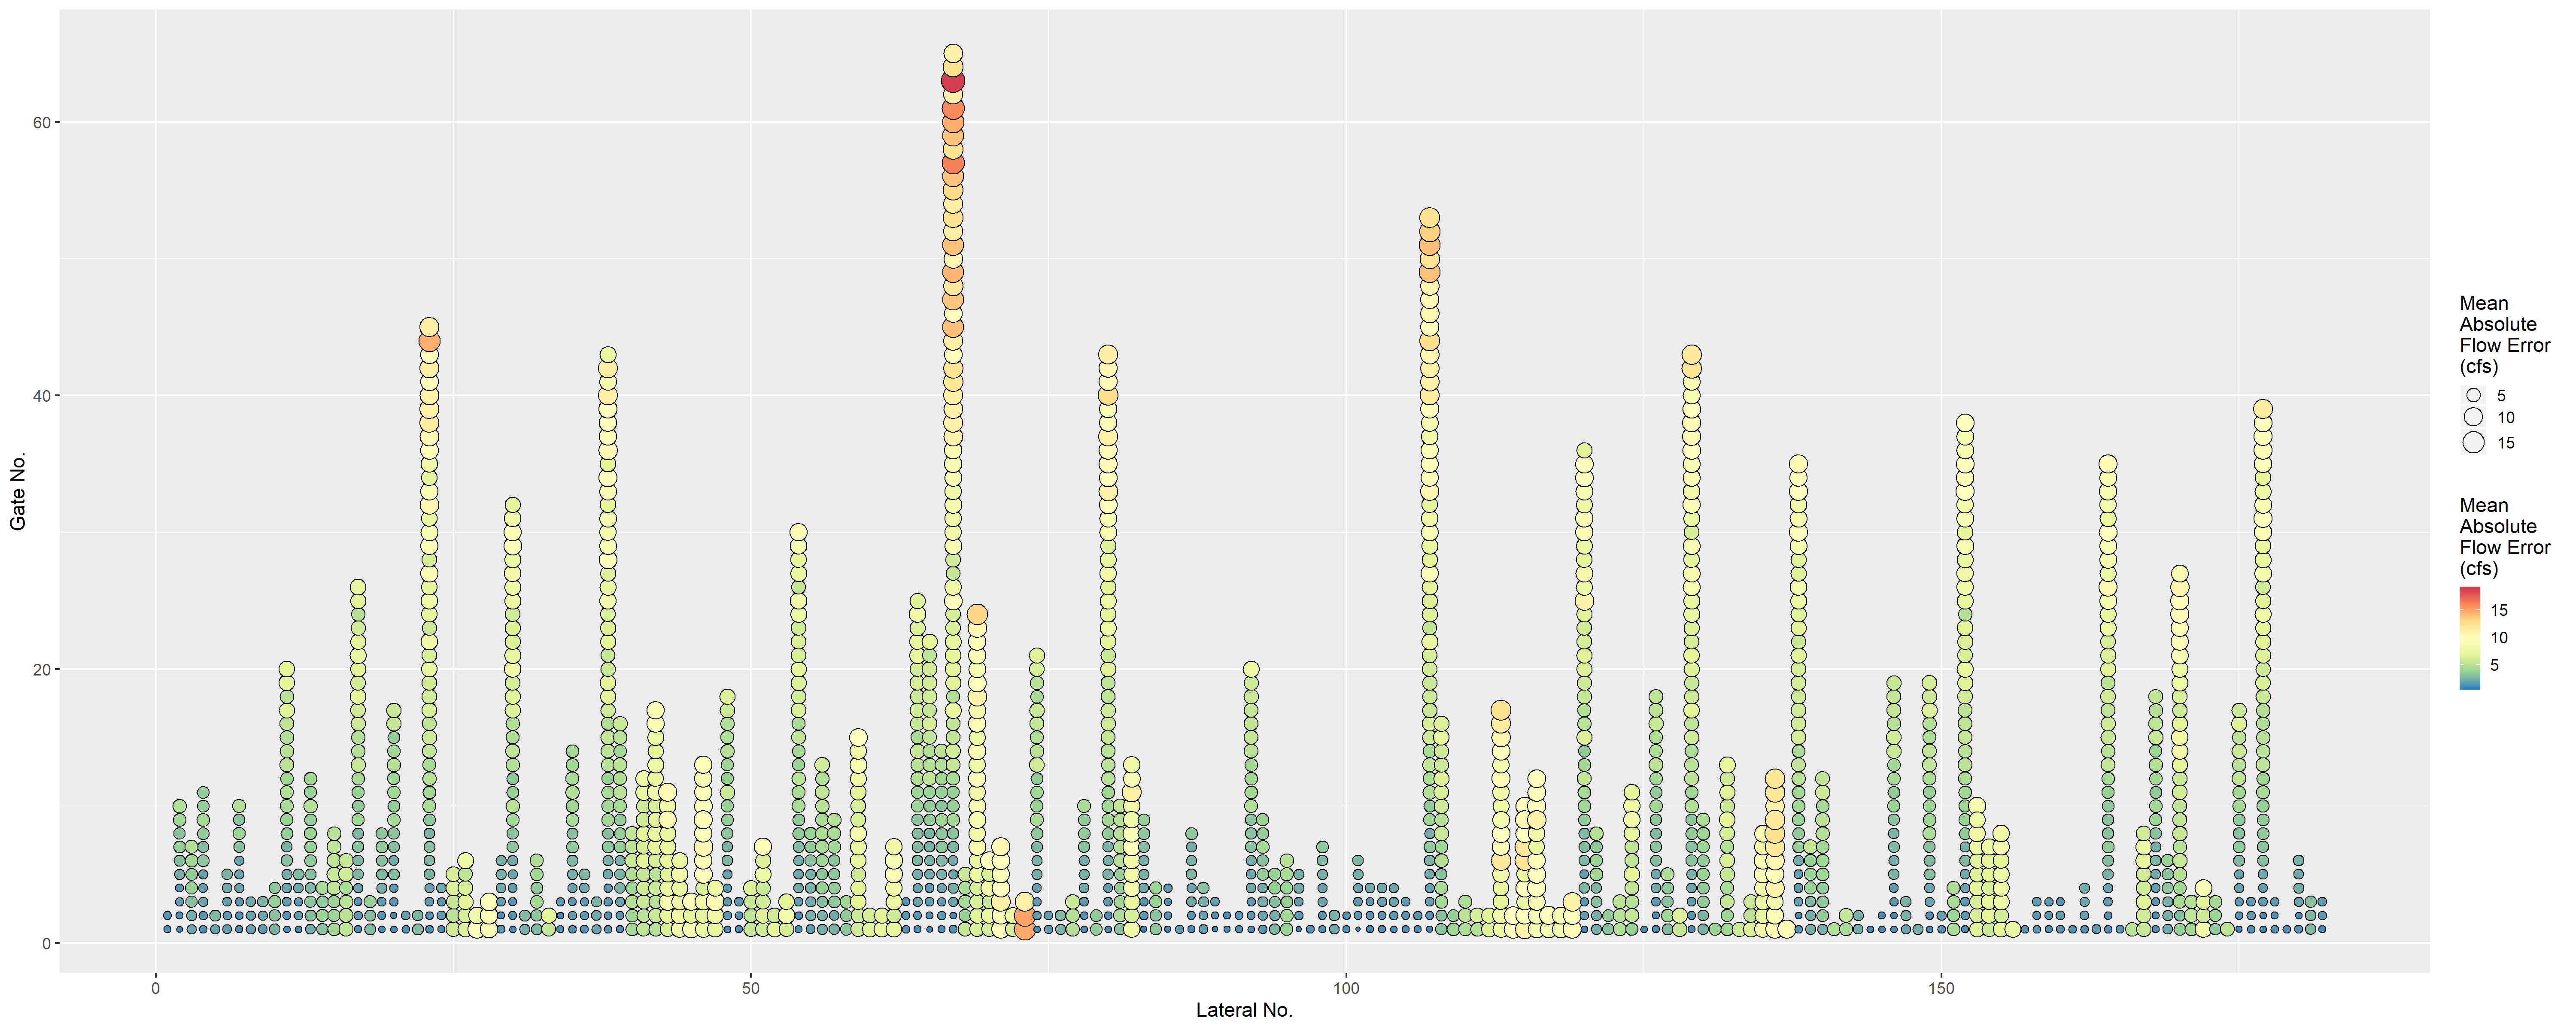 60
40
20
0
Gate No.
0 50 100 150
Lateral No.
Mean
Absolute
Flow Error
(cfs)
5
10
15
Mean
Absolute
Flow Error
(cfs)
15
10
5